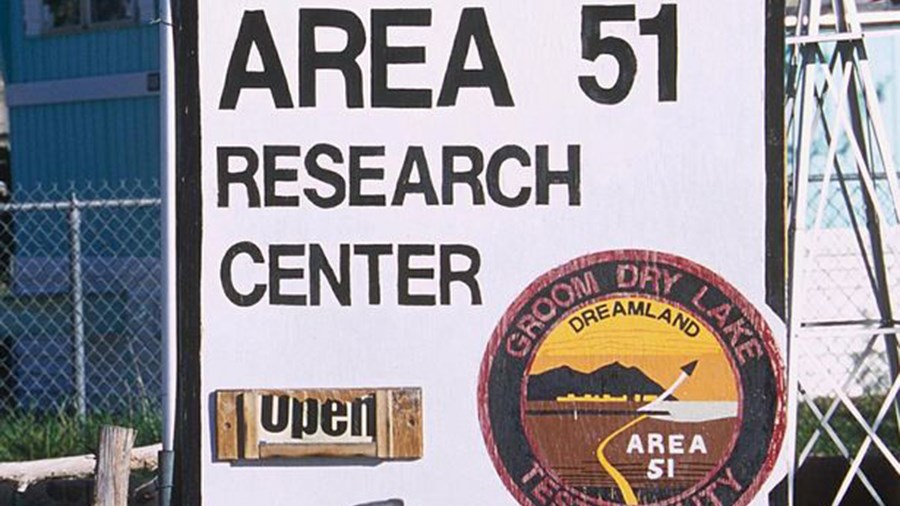 AREA 51
RESEARCH
CENTER
Open
GROOM DRY LAKE
DREAMLAND
AREA
51